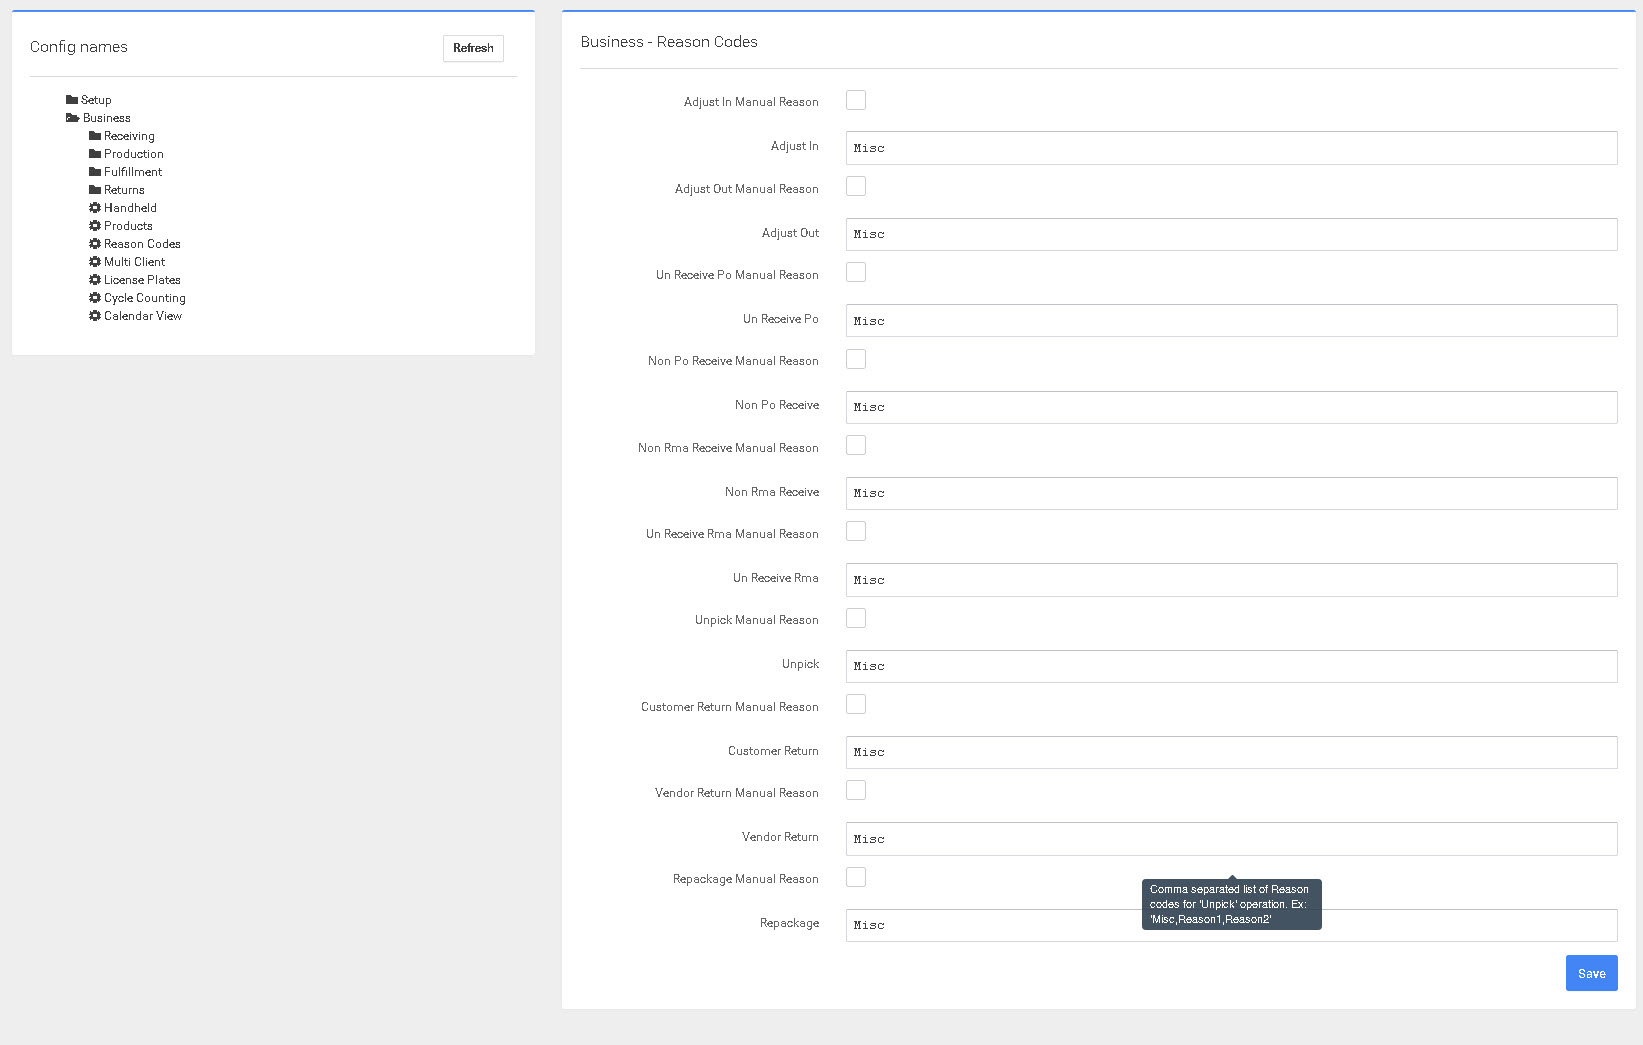 Config names
Refresh
Setup
Business
Receiving
Production
Fulfillment
Returns
Handheld
Products
Reason Codes
Multi Client
License Plates
Cycle Counting
Calendar View
Business - Reason Codes
Adjust In Manual Reason
Adjust In Misc
Adjust Out Manual Reason
Adjust Out Misc
Un Receive Po Manual Reason
Un Receive Po Misc
Non Po Receive Manual Reason
Non Po Receive Misc
Non Rma Receive Manual Reason
Non Rma Receive Misc
Un Receive Rma Manual Reason
Un Receive Rma Misc
Unpick Manual Reason
Unpick Misc
Customer Return Manual Reason
Customer Return Misc
Vendor Return Manual Reason
Vendor Return Misc
Repackage Manual Reason
Comma separated list of Reason
codes for 'Unpick' operation. Ex:
'Misc,Reason1,Reason2'
Repackage Misc
Save